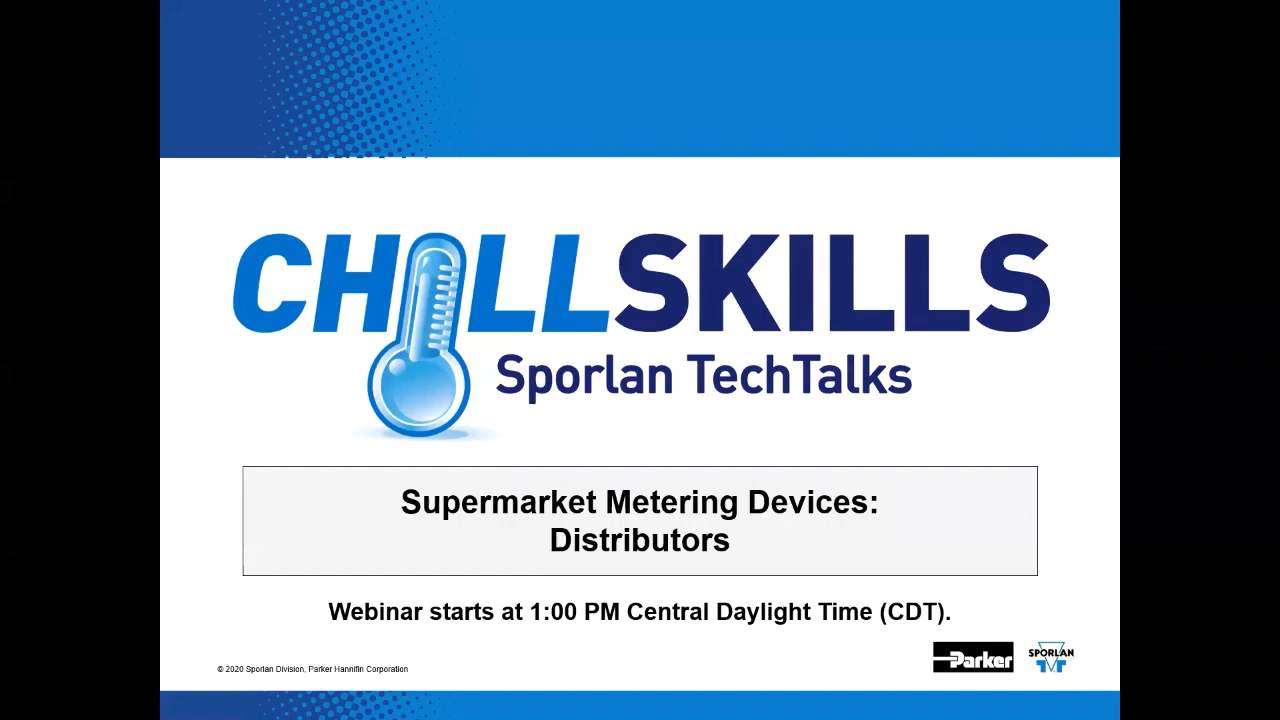 CHILLSKILLS
Sporlan TechTalks
Supermarket Metering Devices:
Distributors
Webinar starts at 1:00 PM Central Daylight Time (CDT).
© 2020 Sporlan Division, Parker Hannifin Corporation
Parker
SPORLAN